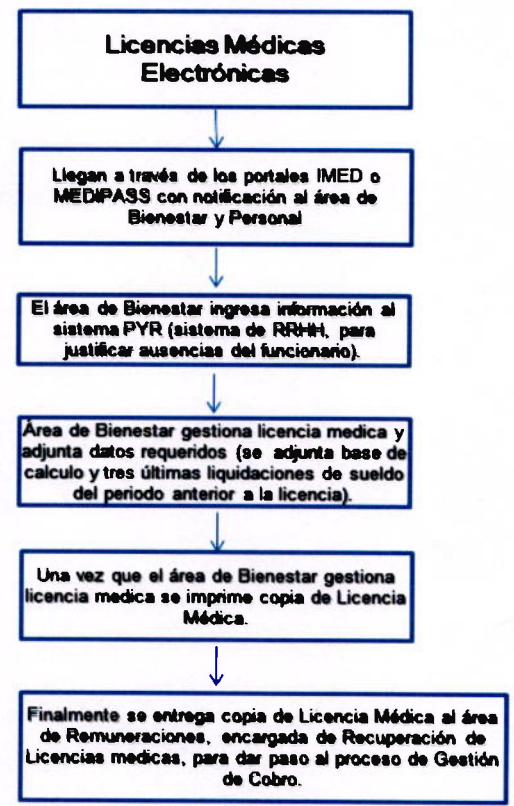 Licencias Médicas
Electrónicas
Llegan a través de los portales IMED o
MEDIPASS con notificación al área de
Bienestar y Personal
El área de Bienestar ingresa información al
sistema PYR (sistema de RRHH, para
justificar ausencias del funcionario).
Área de Bienestar gestiona licencia medica y
adjunta datos requeridos (se adjunta base de
calculo y tres últimas liquidaciones de sueldo
del periodo anterior a la licencia).
Una vez que el área de Bienestar gestiona
licencia medica se imprime copia de Licencia
Médica.
Finalmente se entrega copia de Licencia Médica al área
de Remuneraciones, encargada de Recuperación de
Licencias medicas, para dar paso al proceso de Gestión
de Cobro.